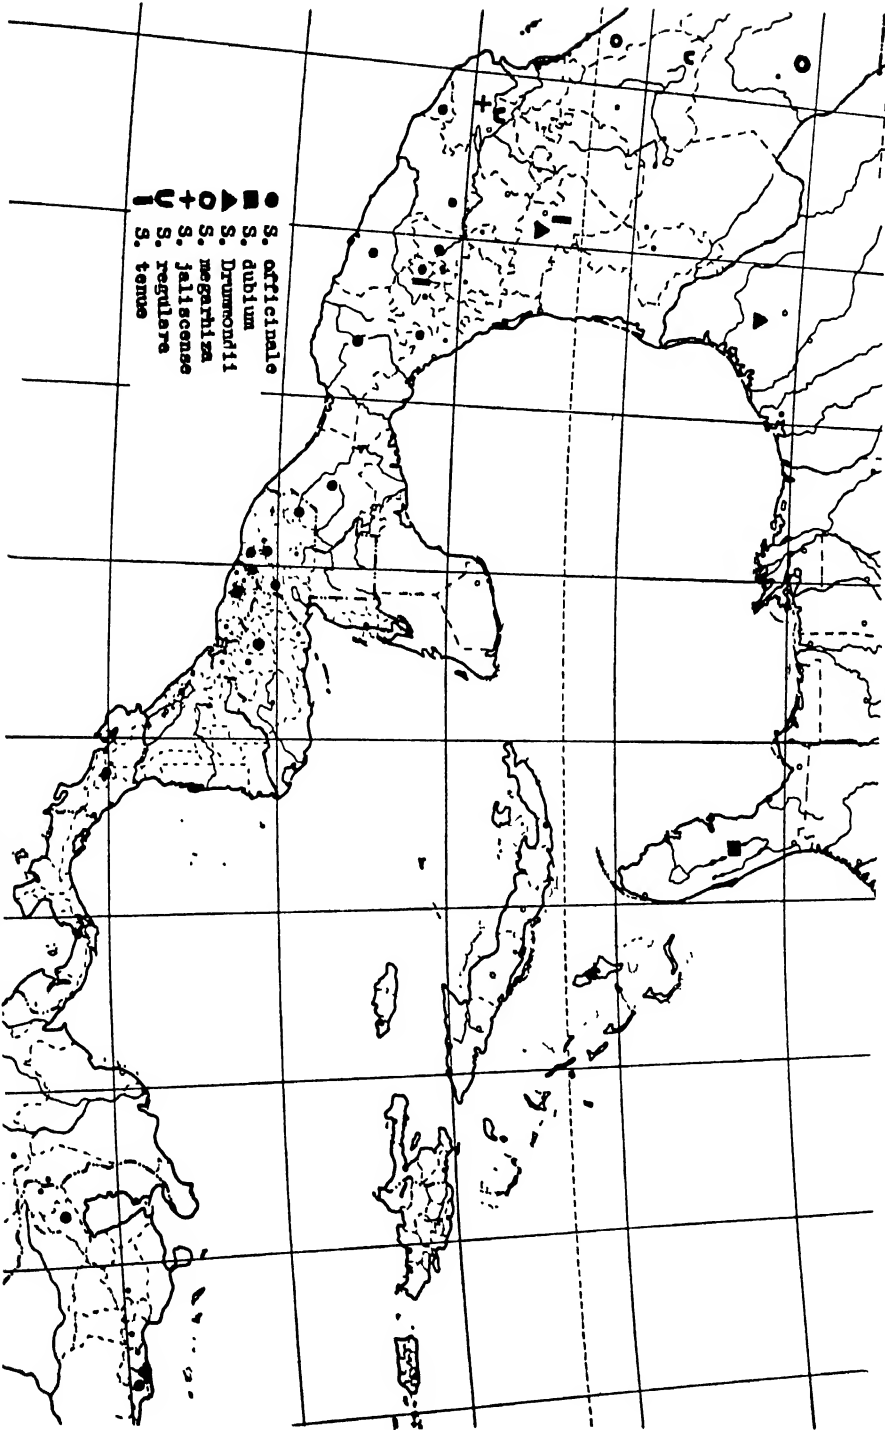 ● S. officinale
■ S. dubium
▲ S. Drummondii
O S. megarhiza
+ S. jaliscense
U S. regulare
▌ S. tenue